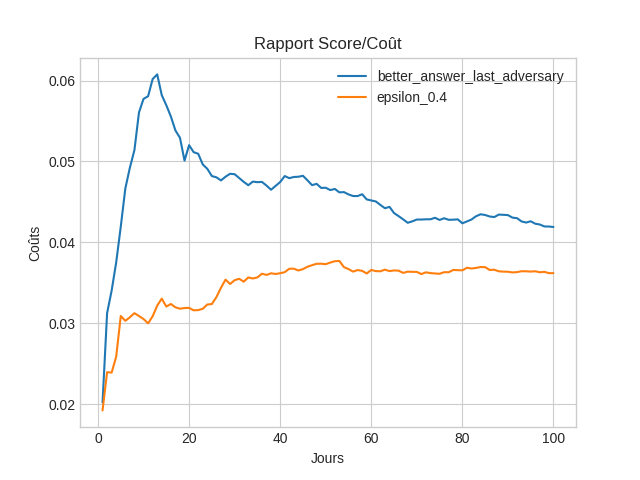 Rapport Score/Coût
better_answer_last_adversary
epsilon_0.4
0.06
0.05
0.04
0.03
0.02
Coûts
0 20 40 60 80 100
Jours